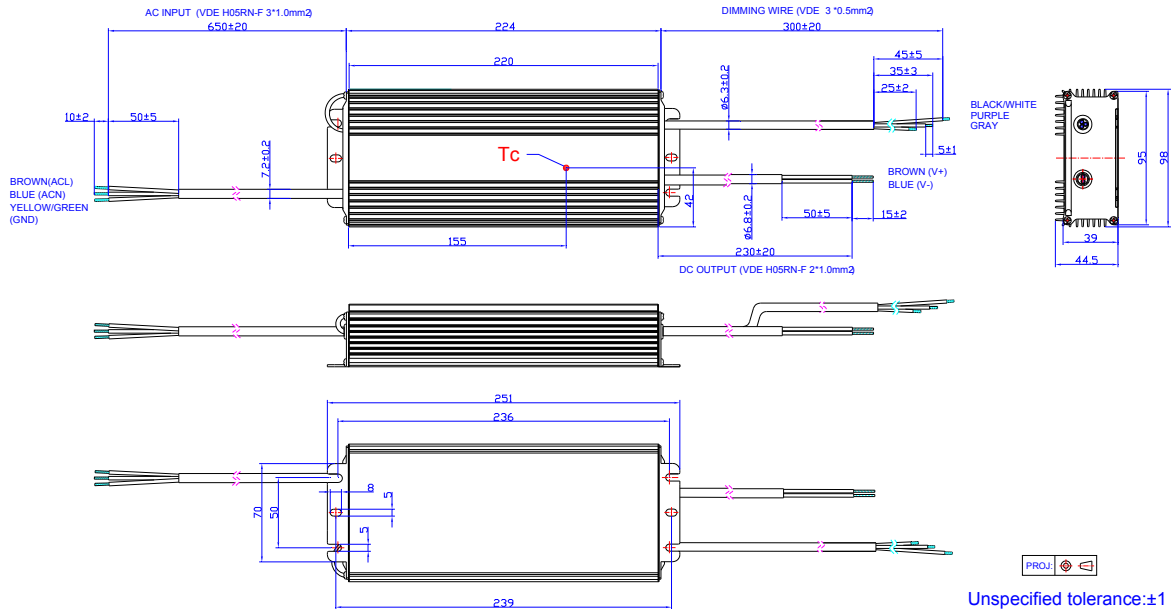 AC INPUT (VDE H05RN-F 3*1.0mm2)
DIMMING WIRE (VDE 3 *0.5mm2)
650±20
224
300±20
220
45±5
35±3
25±2
10±2
50±5
ø6.3±0.2
BLACK/WHITE
PURPLE
GRAY
5±1
7.2±0.2
Tc
BROWN(ACL)
BLUE (ACN)
YELLOW/GREEN
(GND)
BROWN (V+)
BLUE (V-)
42
ø6.8±0.2
50±5
15±2
155
230±20
DC OUTPUT (VDE H05RN-F 2*1.0mm2)
95
98
39
44.5
251
236
8
5
70
50
5
239
PROJ:
Unspecified tolerance:±1